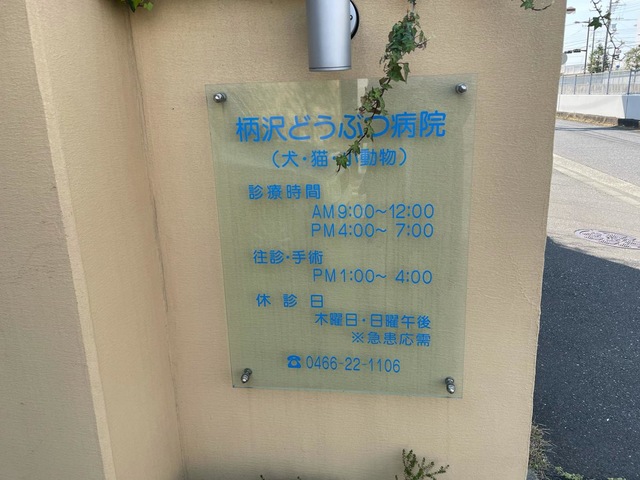 柄沢どうぶつ病院
（犬・猫・小動物）
診療時間
AM9:00～12:00
PM4:00～ 7:00
往診・手術
PM1:00～ 4:00
休診日
木曜日・日曜午後
※急患応需
☎0466-22-1106